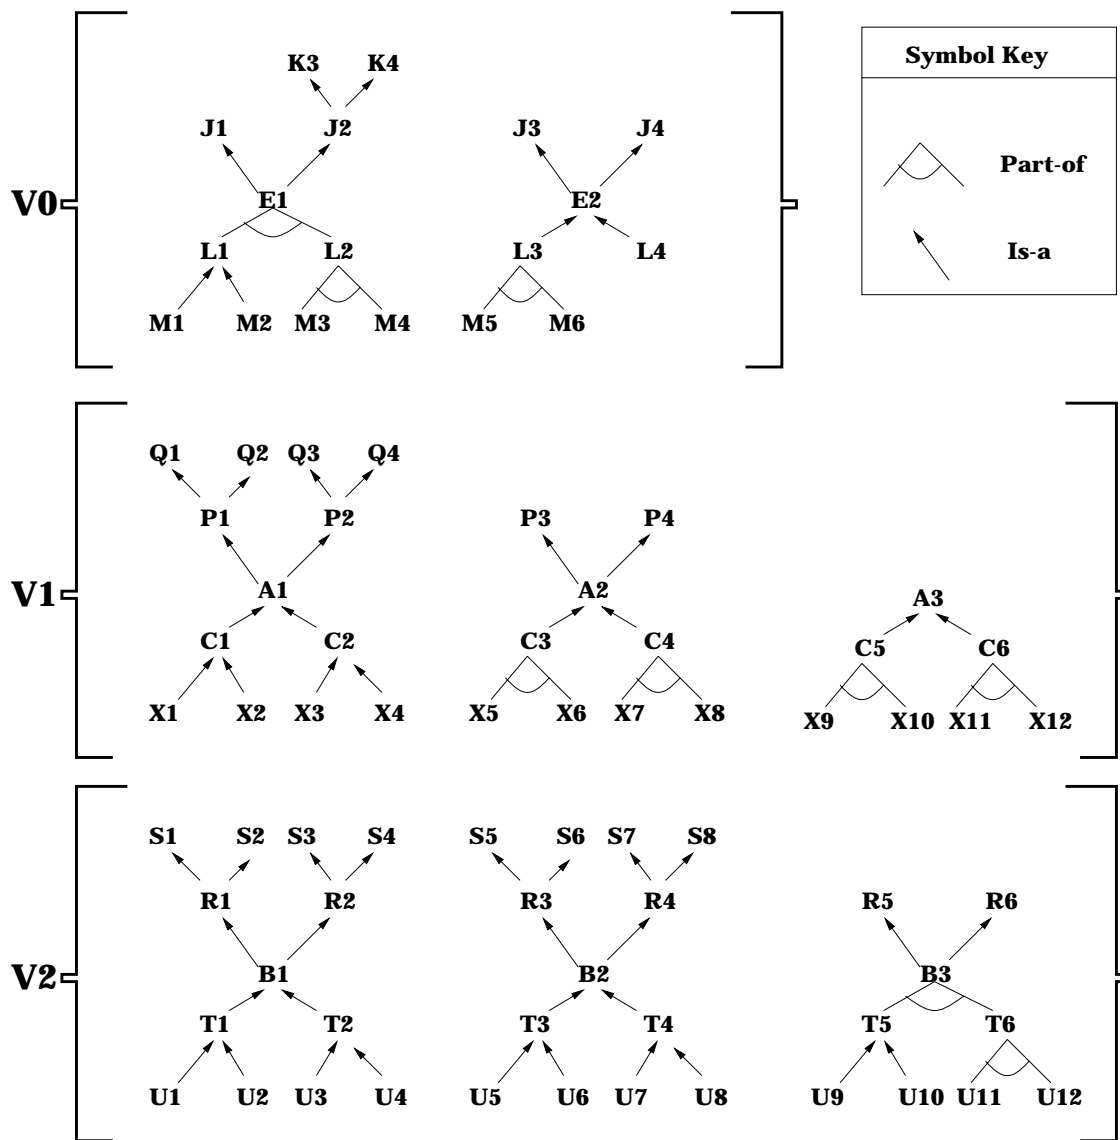 K3 K4
Symbol Key
J1 J2 J3 J4
Part-of
V0 E1 E2
L1 L2 L3 L4 Is-a
M1 M2 M3 M4 M5 M6
Q1 Q2 Q3 Q4
P1 P2 P3 P4
V1 A1 A2 A3
C1 C2 C3 C4 C5 C6
X1 X2 X3 X4 X5 X6 X7 X8 X9 X10 X11 X12
S1 S2 S3 S4 S5 S6 S7 S8
R1 R2 R3 R4 R5 R6
V2 B1 B2 B3
T1 T2 T3 T4 T5 T6
U1 U2 U3 U4 U5 U6 U7 U8 U9 U10 U11 U12